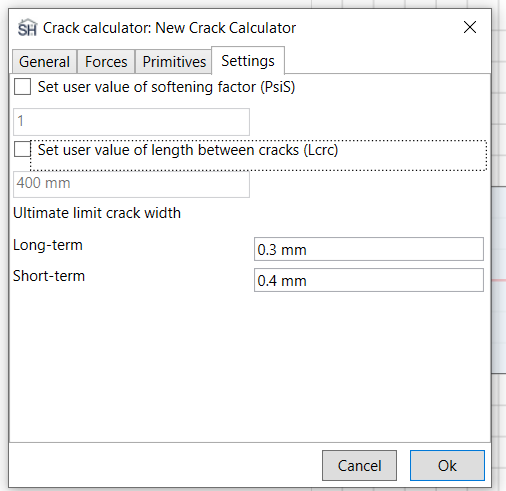 SH Crack calculator: New Crack Calculator
General Forces Primitives Settings
Set user value of softening factor (PsiS)
1
Set user value of length between cracks (Lcrc)
400 mm
Ultimate limit crack width
Long-term 0.3 mm
Short-term 0.4 mm
Cancel Ok